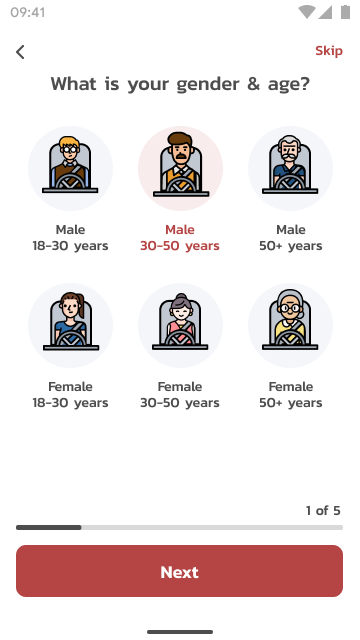 09:41
Skip
What is your gender & age?
Male
18-30 years
Male
30-50 years
Male
50+ years
Female
18-30 years
Female
30-50 years
Female
50+ years
1 of 5
Next